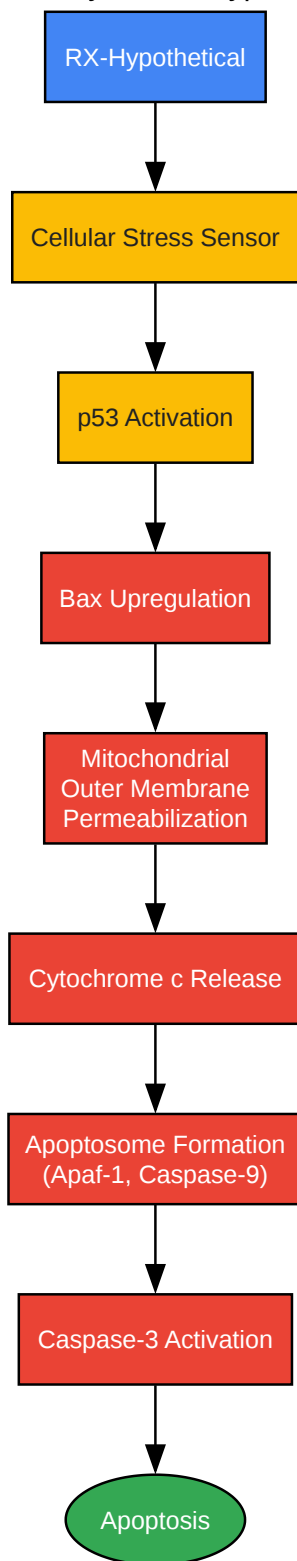 RX-Hypothetical
Cellular Stress Sensor
p53 Activation
Bax Upregulation
Mitochondrial
Outer Membrane
Permeabilization
Cytochrome c Release
Apoptosome Formation
(Apaf-1, Caspase-9)
Caspase-3 Activation
Apoptosis